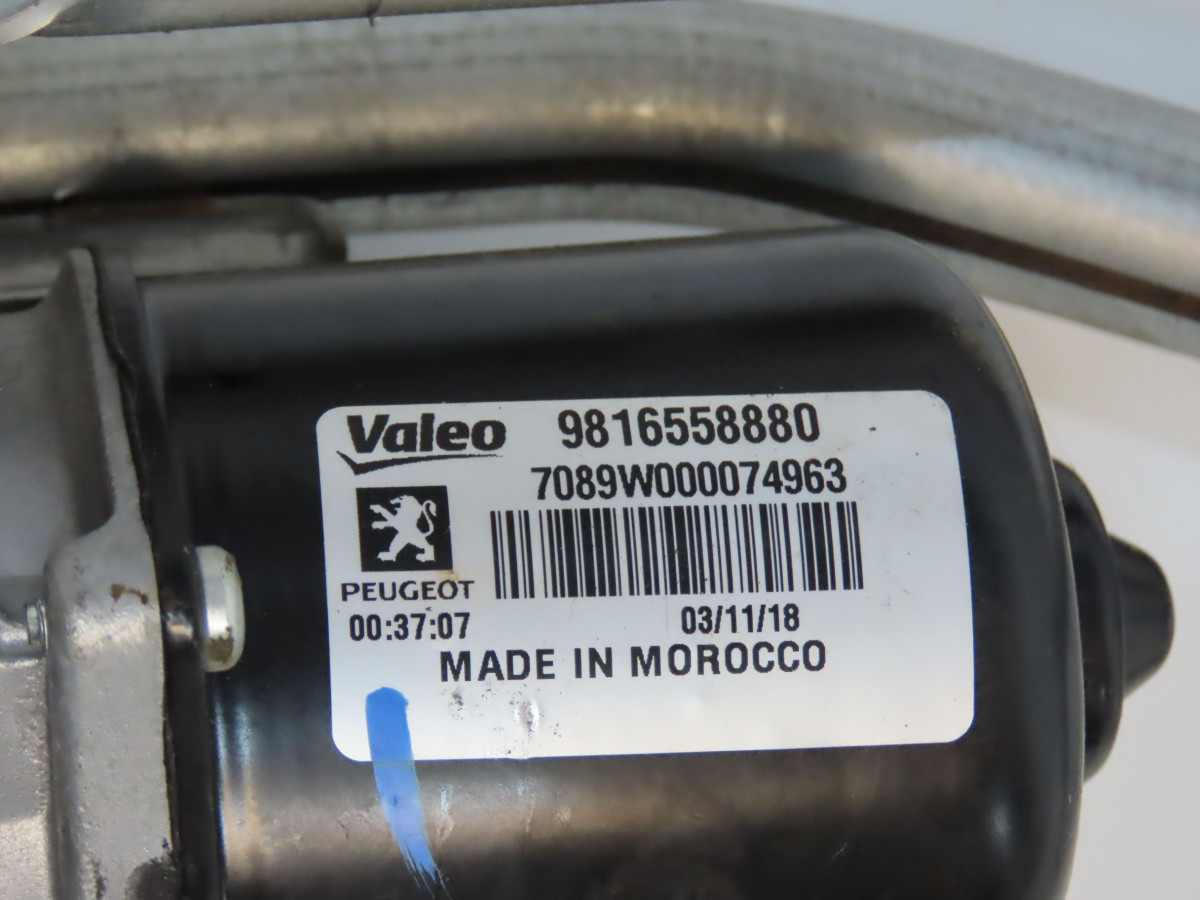 Valeo 9816558880
7089W000074963
PEUGEOT
00:37:07 03/11/18
MADE IN MOROCCO